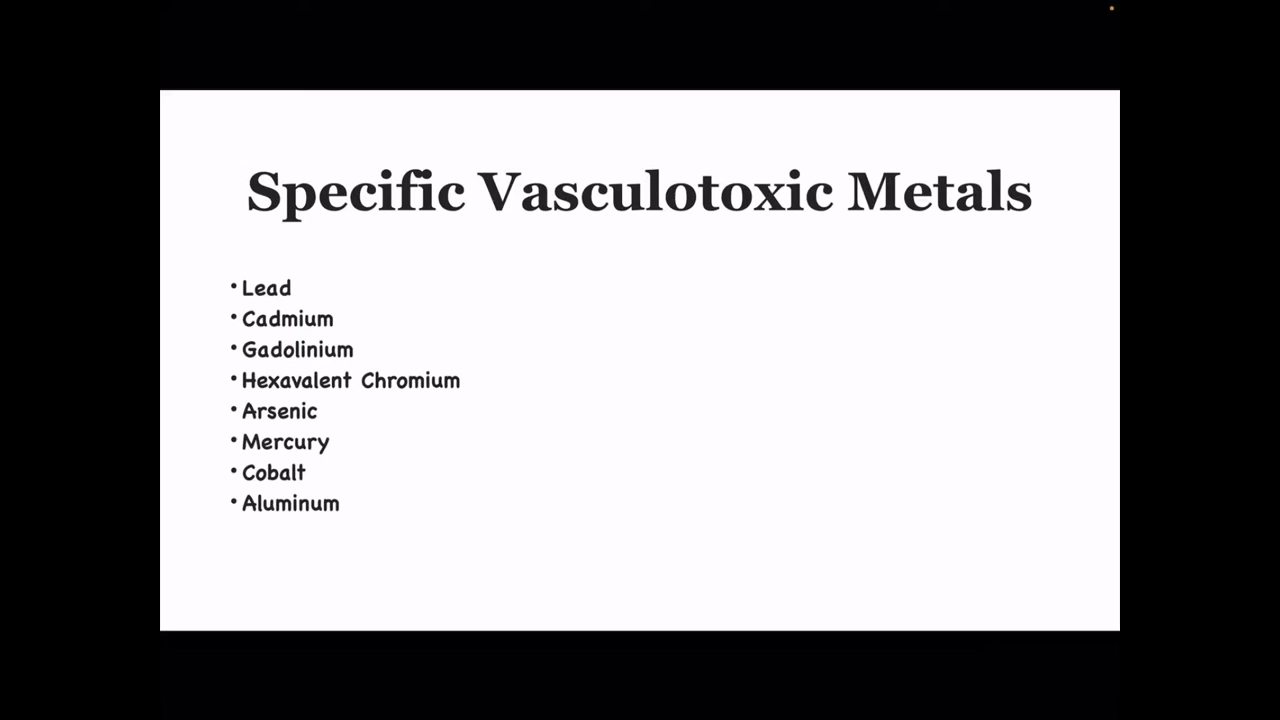 Specific Vasculotoxic Metals
• Lead
• Cadmium
• Gadolinium
• Hexavalent Chromium
• Arsenic
• Mercury
• Cobalt
• Aluminum